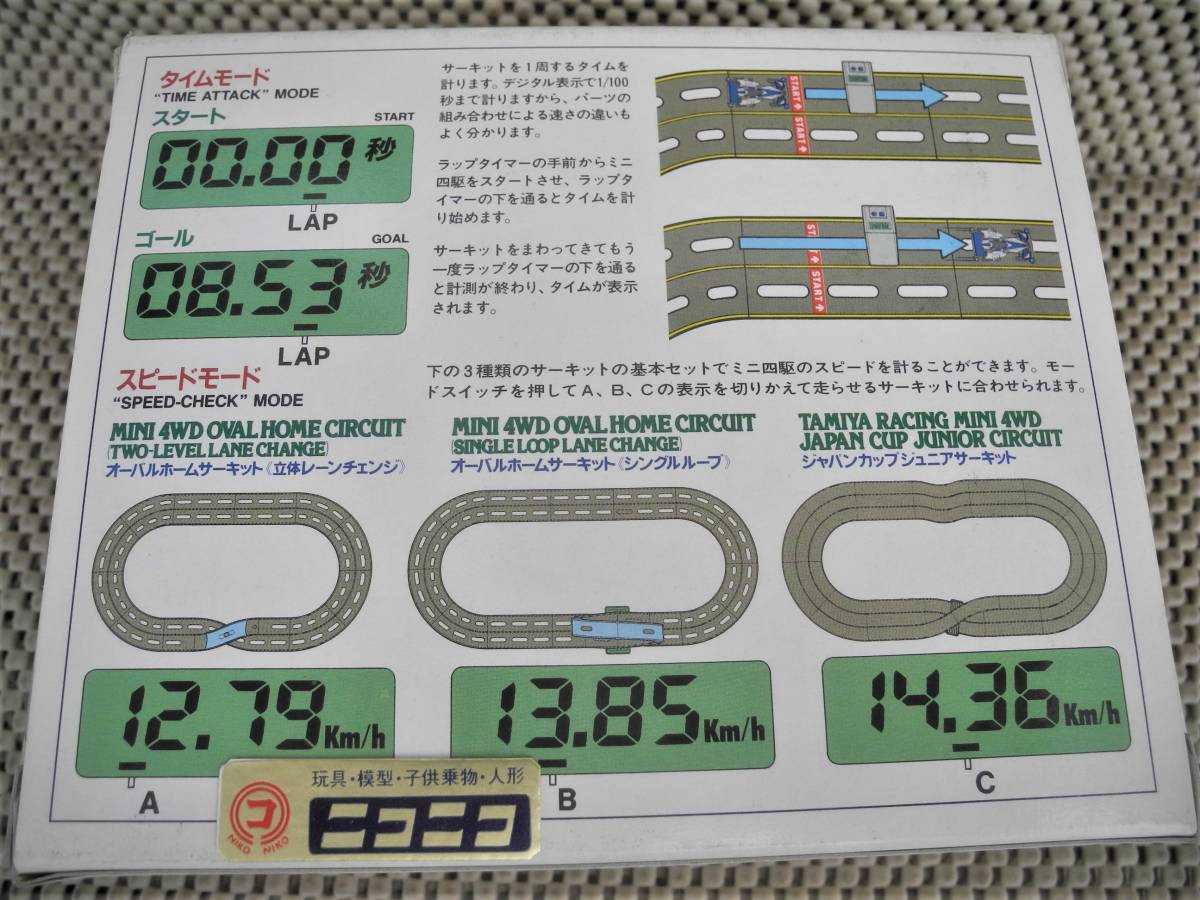 タイムモード
“TIME ATTACK” MODE
スタート START
00.00秒
LAP
ゴール GOAL
08.53秒
LAP
サーキットを1周するタイムを
計ります。デジタル表示で1/100
秒まで計りますから、パーツの
組み合わせによる速さの違いも
よく分かります。
ラップタイマーの手前からミニ
四駆をスタートさせ、ラップタ
イマーの下を通るとタイムを計
り始めます。
サーキットをまわってきてもう
一度ラップタイマーの下を通る
と計測が終わり、タイムが表示
されます。
START
START
START
スピードモード
“SPEED-CHECK” MODE
下の3種類のサーキットの基本セットでミニ四駆のスピードを計ることができます。モー
ドスイッチを押してA、B、Cの表示を切りかえて走らせるサーキットに合わせられます。
MINI 4WD OVAL HOME CIRCUIT
(TWO-LEVEL LANE CHANGE)
オーバルホームサーキット《立体レーンチェンジ》
12.79Km/h
A
MINI 4WD OVAL HOME CIRCUIT
(SINGLE LOOP LANE CHANGE)
オーバルホームサーキット《シングルループ》
13.85Km/h
B
TAMIYA RACING MINI 4WD
JAPAN CUP JUNIOR CIRCUIT
ジャパンカップジュニアサーキット
14.36Km/h
C
玩具・模型・子供乗物・人形
ニコニコ
コ
NIKO NIKO